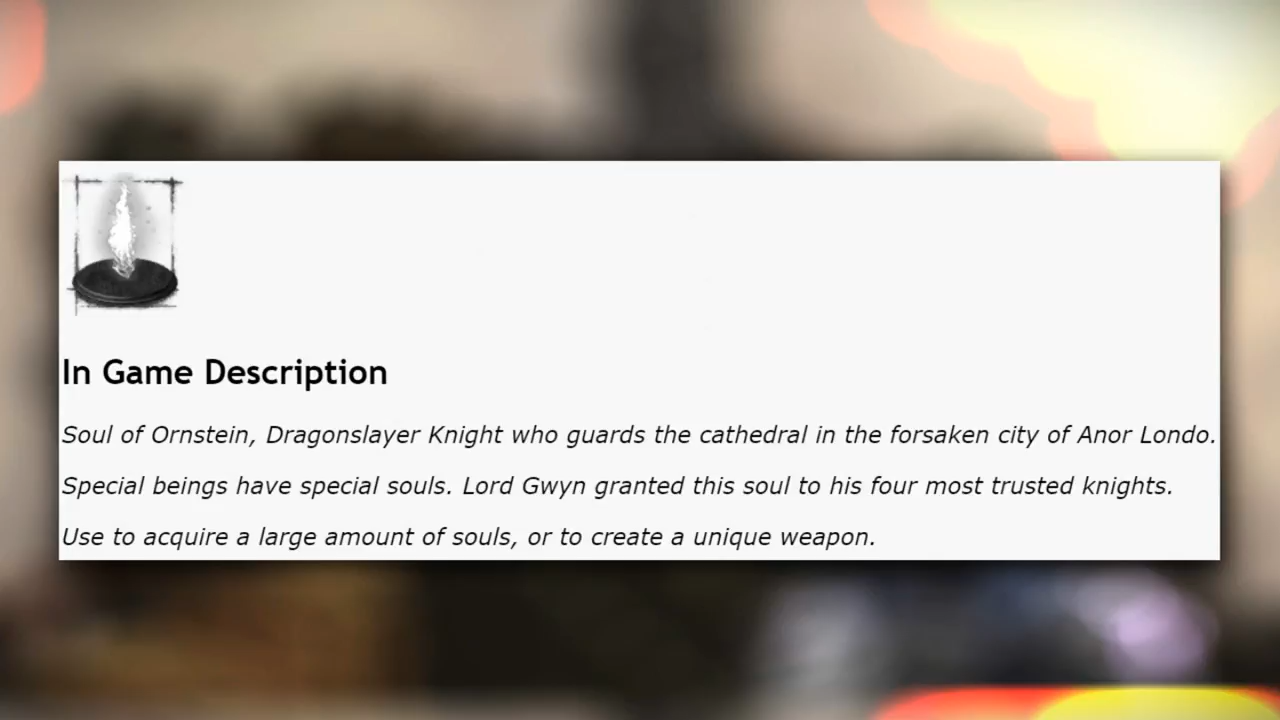 In Game Description
Soul of Ornstein, Dragonslayer Knight who guards the cathedral in the forsaken city of Anor Londo.
Special beings have special souls. Lord Gwyn granted this soul to his four most trusted knights.
Use to acquire a large amount of souls, or to create a unique weapon.